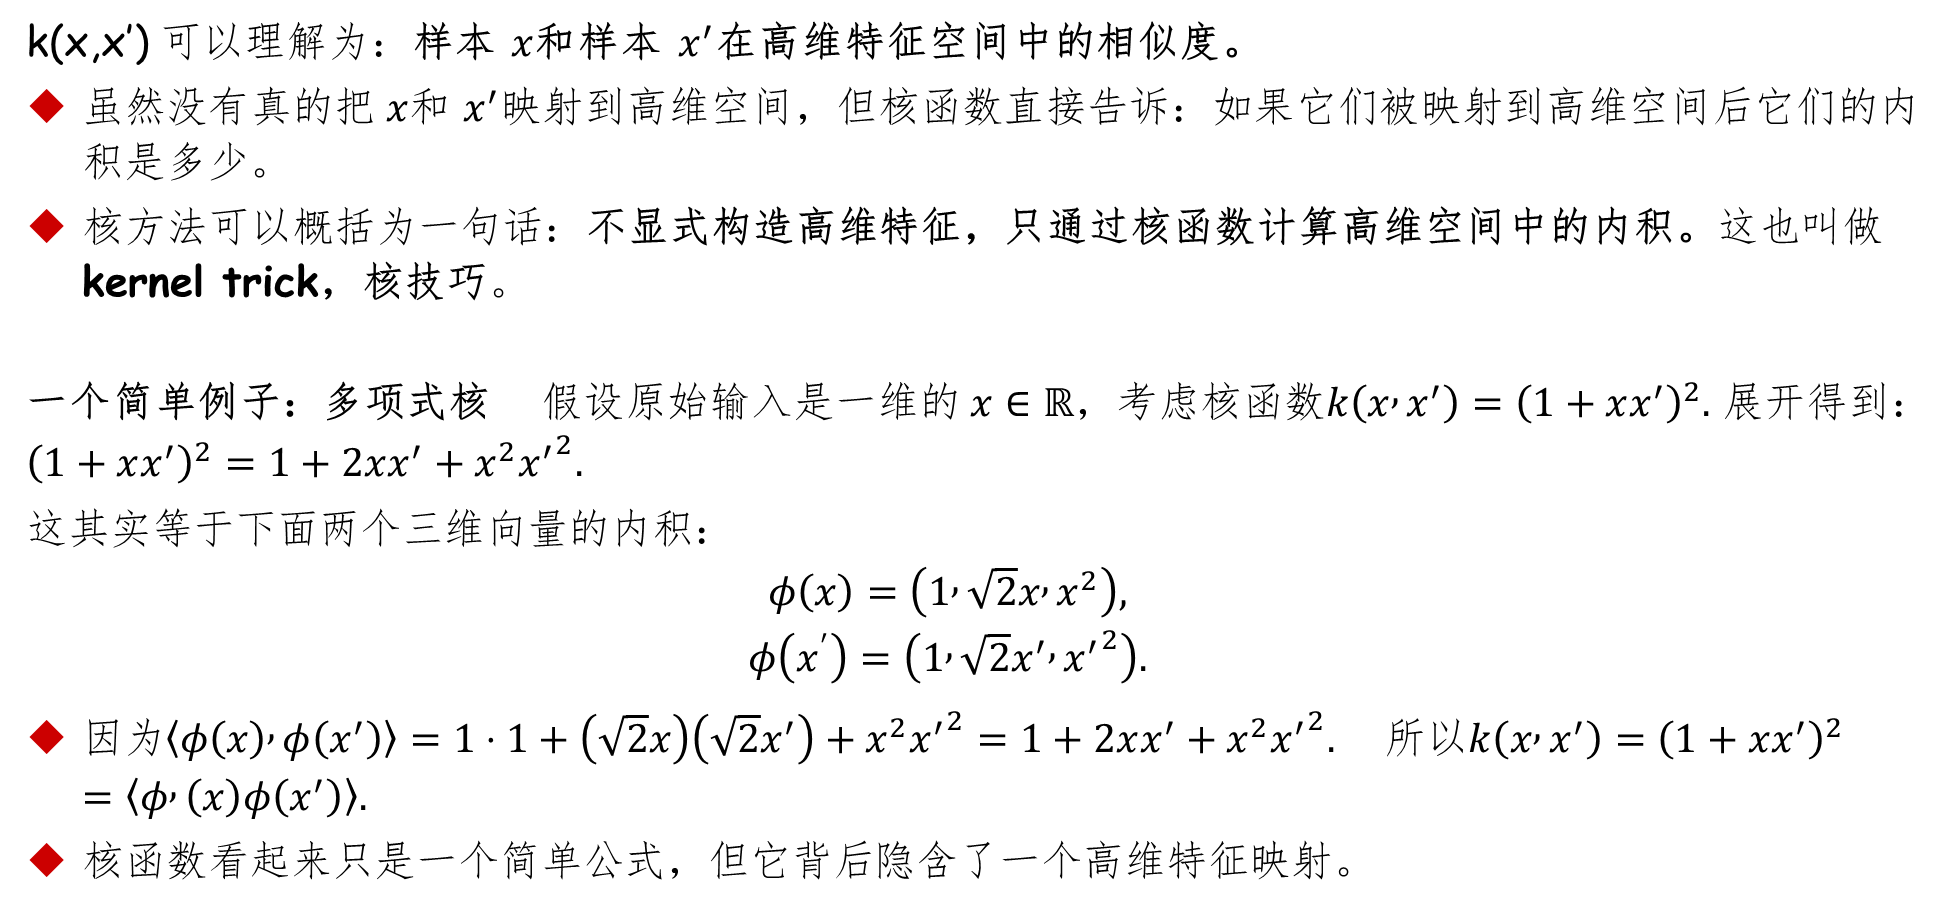 k(x,x') 可以理解为：样本 x和样本 x′在高维特征空间中的相似度。
◆ 虽然没有真的把 x和 x′映射到高维空间，但核函数直接告诉：如果它们被映射到高维空间后它们的内
积是多少。
◆ 核方法可以概括为一句话：不显式构造高维特征，只通过核函数计算高维空间中的内积。这也叫做
kernel trick，核技巧。
一个简单例子：多项式核 假设原始输入是一维的 x ∈ ℝ，考虑核函数k(x, x′) = (1 + xx′)². 展开得到：
(1 + xx′)² = 1 + 2xx′ + x²x′².
这其实等于下面两个三维向量的内积：
ϕ(x) = (1, √2x, x²),
ϕ(x′) = (1, √2x′, x′²).
◆ 因为⟨ϕ(x), ϕ(x′)⟩ = 1 · 1 + (√2x)(√2x′) + x²x′² = 1 + 2xx′ + x²x′². 所以k(x, x′) = (1 + xx′)²
= ⟨ϕ, (x)ϕ(x′)⟩.
◆ 核函数看起来只是一个简单公式，但它背后隐含了一个高维特征映射。